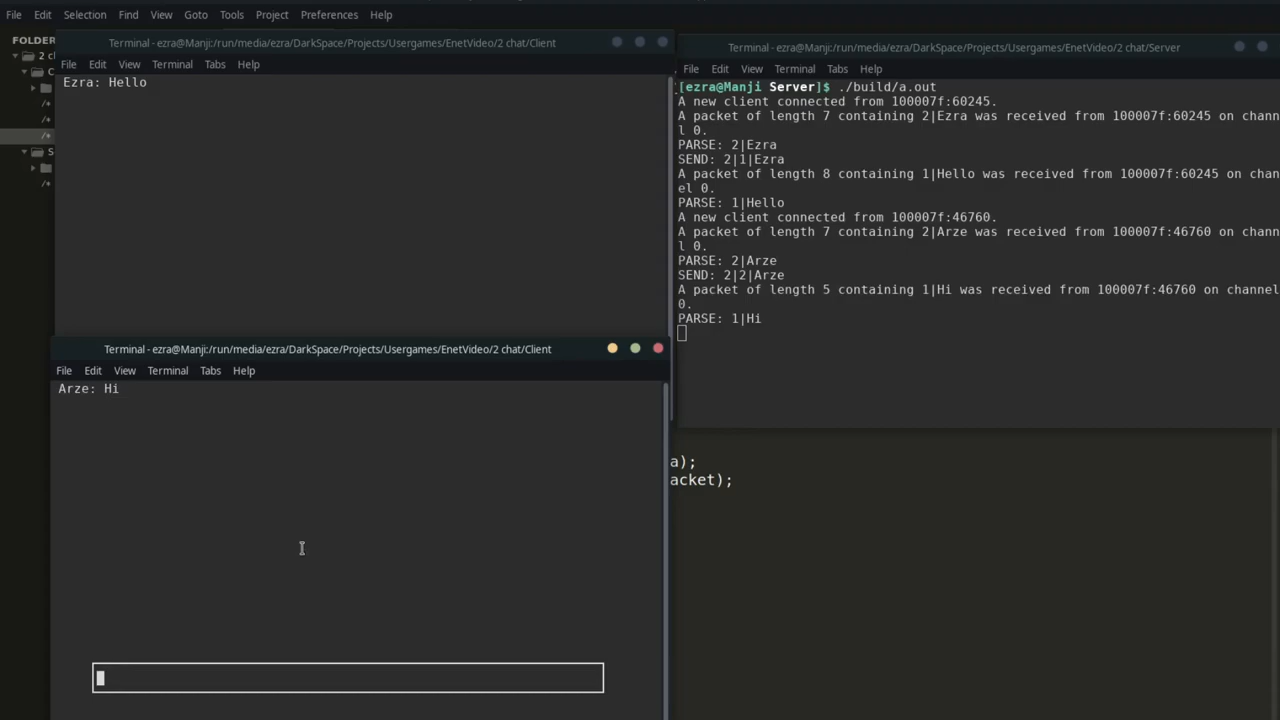 File Edit Selection Find View Goto Tools Project Preferences Help
FOLDER
2 c
C
/*
/*
/*
S
/*
Terminal - ezra@Manji:/run/media/ezra/DarkSpace/Projects/Usergames/EnetVideo/2 chat/Client
File Edit View Terminal Tabs Help
Ezra: Hello
Terminal - ezra@Manji:/run/media/ezra/DarkSpace/Projects/Usergames/EnetVideo/2 chat/Server
File Edit View Terminal Tabs Help
[ezra@Manji Server]$ ./build/a.out
A new client connected from 100007f:60245.
A packet of length 7 containing 2|Ezra was received from 100007f:60245 on chann
l 0.
PARSE: 2|Ezra
SEND: 2|1|Ezra
A packet of length 8 containing 1|Hello was received from 100007f:60245 on chan
el 0.
PARSE: 1|Hello
A new client connected from 100007f:46760.
A packet of length 7 containing 2|Arze was received from 100007f:46760 on chann
l 0.
PARSE: 2|Arze
SEND: 2|2|Arze
A packet of length 5 containing 1|Hi was received from 100007f:46760 on channel
0.
PARSE: 1|Hi
Terminal - ezra@Manji:/run/media/ezra/DarkSpace/Projects/Usergames/EnetVideo/2 chat/Client
File Edit View Terminal Tabs Help
Arze: Hi
a);
acket);